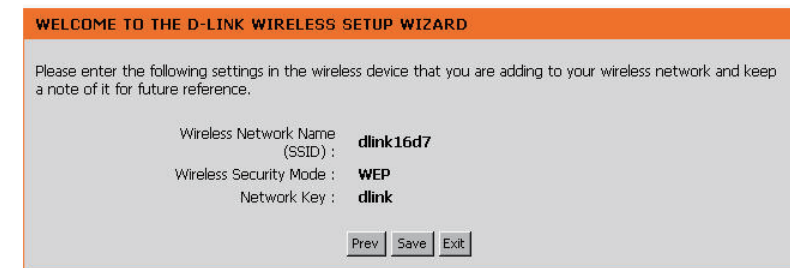 WELCOME TO THE D-LINK WIRELESS SETUP WIZARD
Please enter the following settings in the wireless device that you are adding to your wireless network and keep
a note of it for future reference.
Wireless Network Name
(SSID) : dlink16d7
Wireless Security Mode : WEP
Network Key : dlink
Prev Save Exit